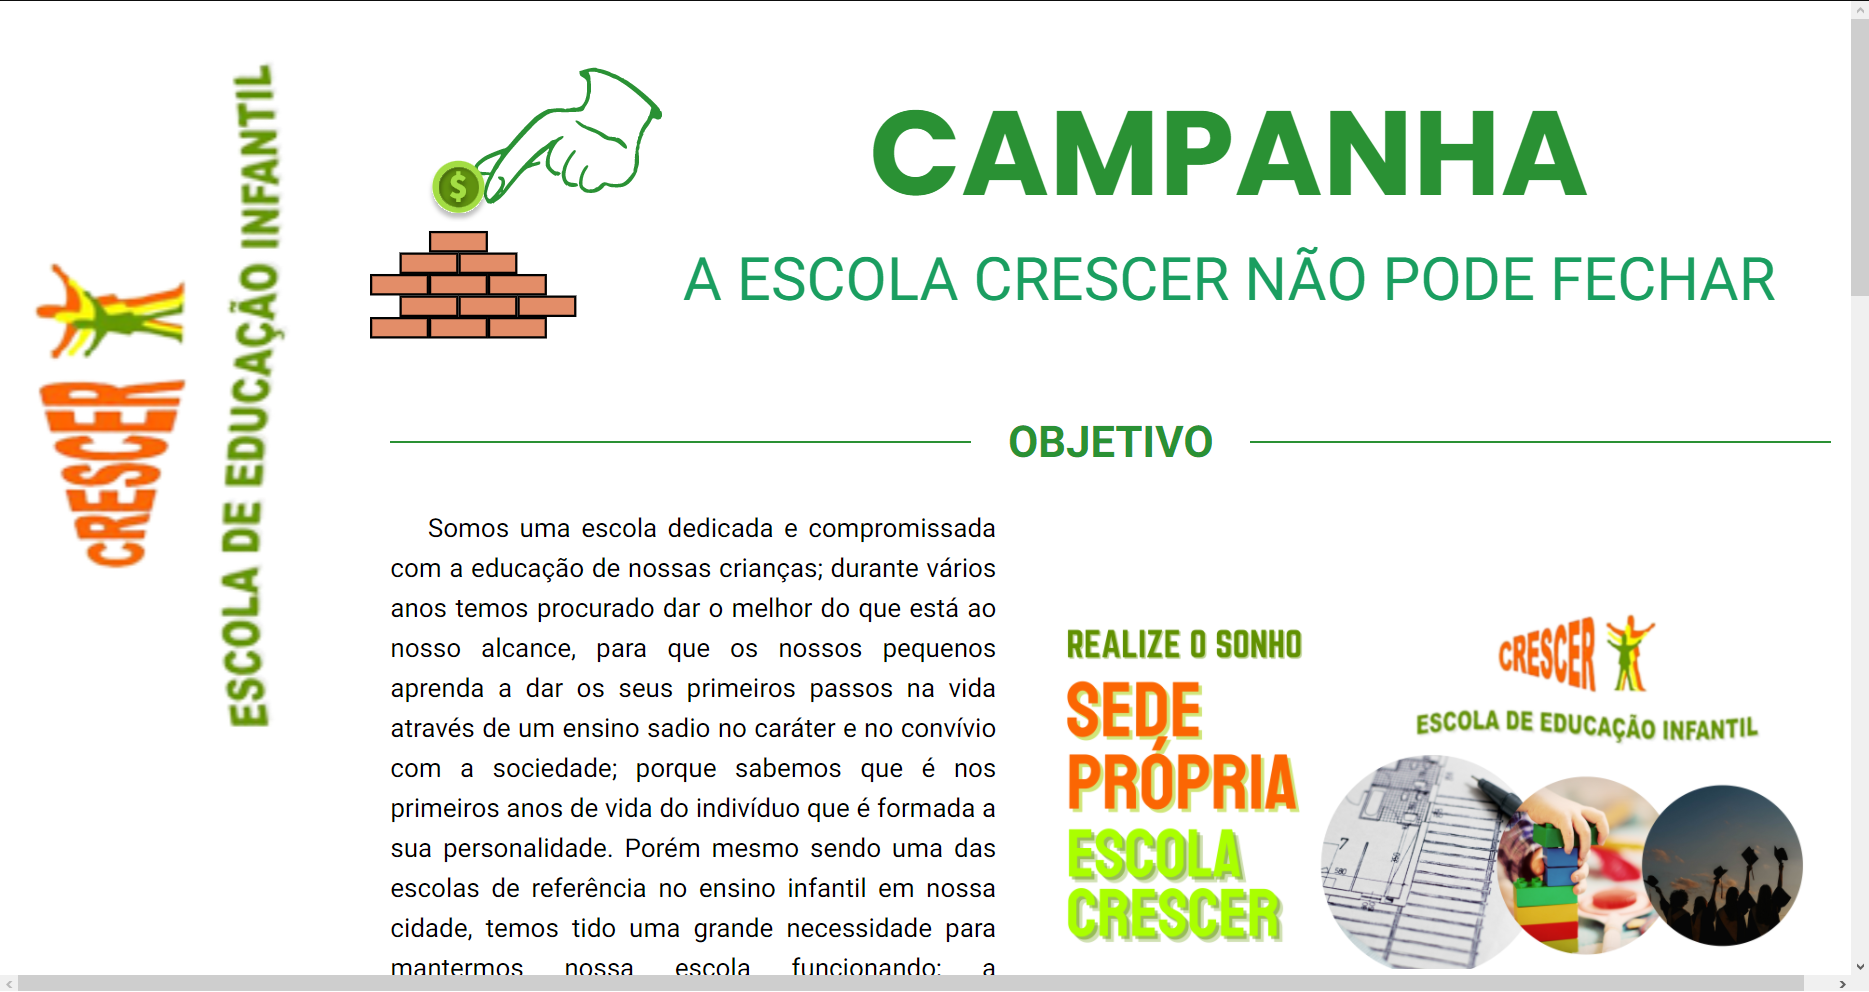 CRESCER
ESCOLA DE EDUCAÇÃO INFANTIL
$
CAMPANHA
A ESCOLA CRESCER NÃO PODE FECHAR
OBJETIVO
Somos uma escola dedicada e compromissada
com a educação de nossas crianças; durante vários
anos temos procurado dar o melhor do que está ao
nosso alcance, para que os nossos pequenos
aprenda a dar os seus primeiros passos na vida
através de um ensino sadio no caráter e no convívio
com a sociedade; porque sabemos que é nos
primeiros anos de vida do indivíduo que é formada a
sua personalidade. Porém mesmo sendo uma das
escolas de referência no ensino infantil em nossa
cidade, temos tido uma grande necessidade para
mantermos nossa escola funcionando; a
REALIZE O SONHO
SEDE
PRÓPRIA
ESCOLA
CRESCER
CRESCER
ESCOLA DE EDUCAÇÃO INFANTIL